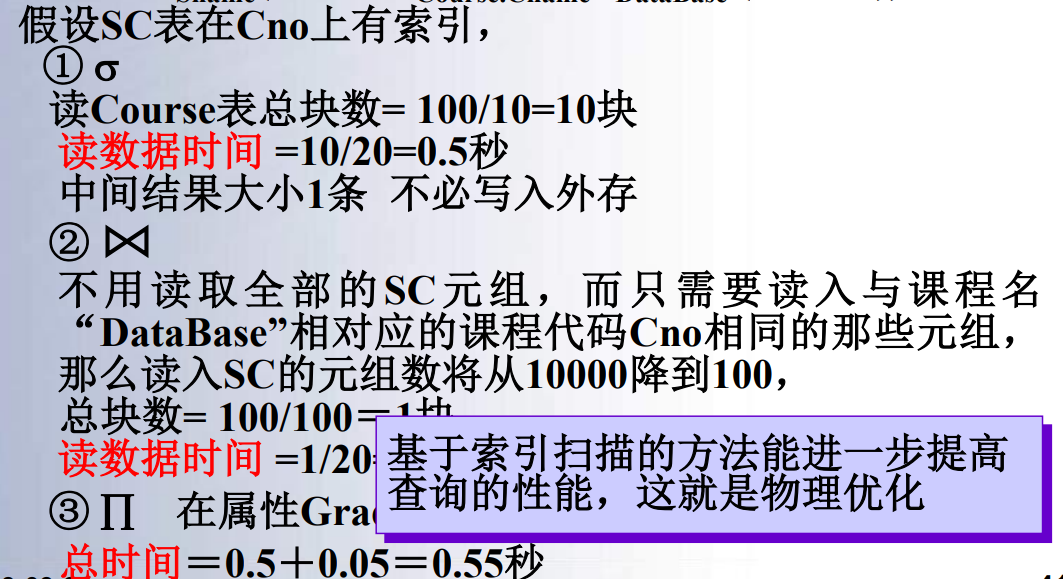 假设SC表在Cno上有索引，
① σ
读Course表总块数= 100/10=10块
读数据时间 =10/20=0.5秒
中间结果大小1条 不必写入外存
② ⋈
不用读取全部的SC元组，而只需要读入与课程名
“DataBase”相对应的课程代码Cno相同的那些元组，
那么读入SC的元组数将从10000降到100，
总块数= 100/100＝1块
读数据时间 =1/20
基于索引扫描的方法能进一步提高
查询的性能，这就是物理优化
③ ∏ 在属性Gra
总时间＝0.5＋0.05＝0.55秒